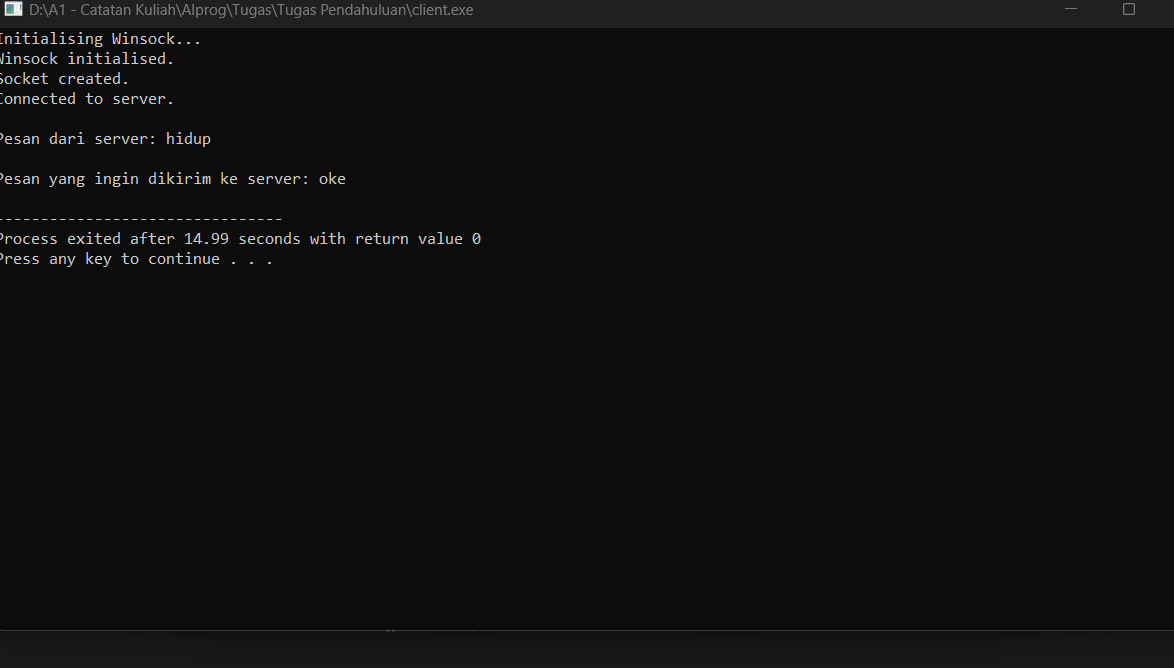 D:\A1 - Catatan Kuliah\Alprog\Tugas\Tugas Pendahuluan\client.exe
Initialising Winsock...
Winsock initialised.
Socket created.
Connected to server.
Pesan dari server: hidup
Pesan yang ingin dikirim ke server: oke
--------------------------------
Process exited after 14.99 seconds with return value 0
Press any key to continue . . .